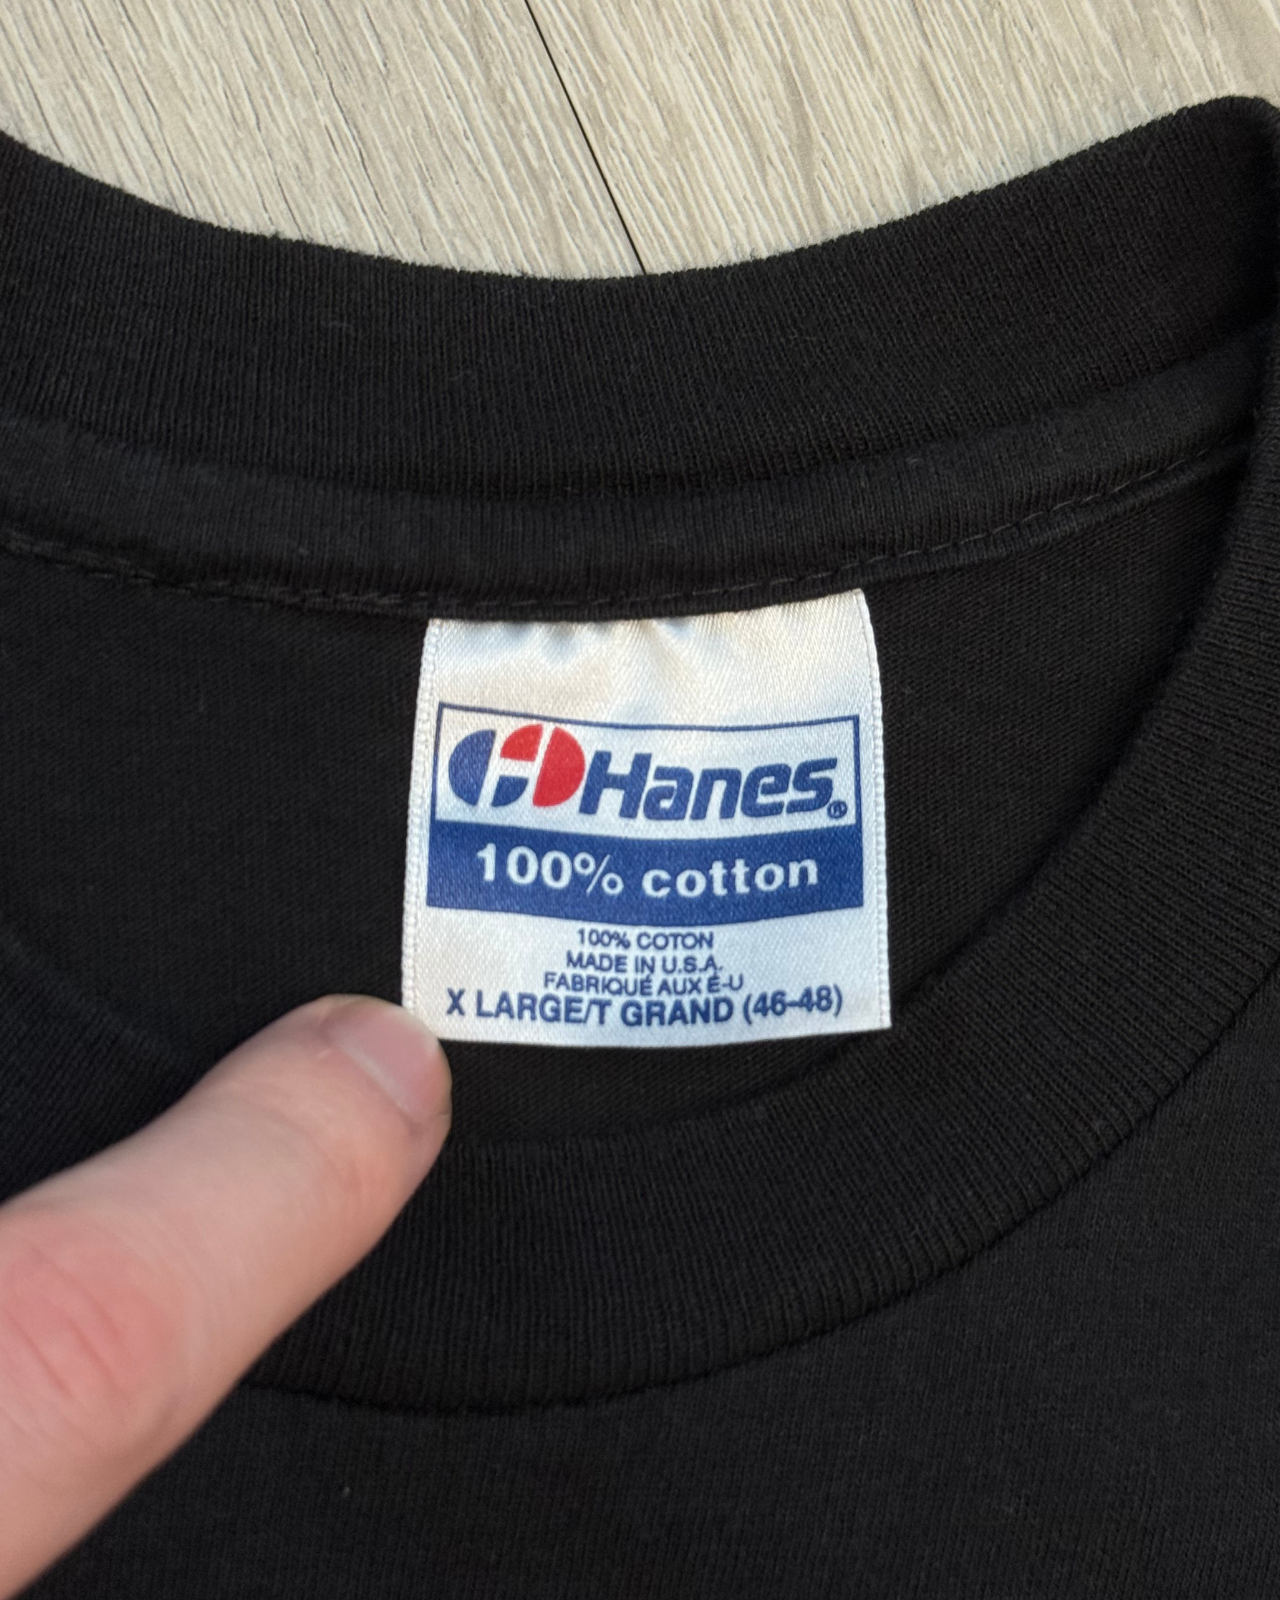 Hanes®
100% cotton
100% COTON
MADE IN U.S.A.
FABRIQUÉ AUX É-U
X LARGE/T GRAND (46-48)